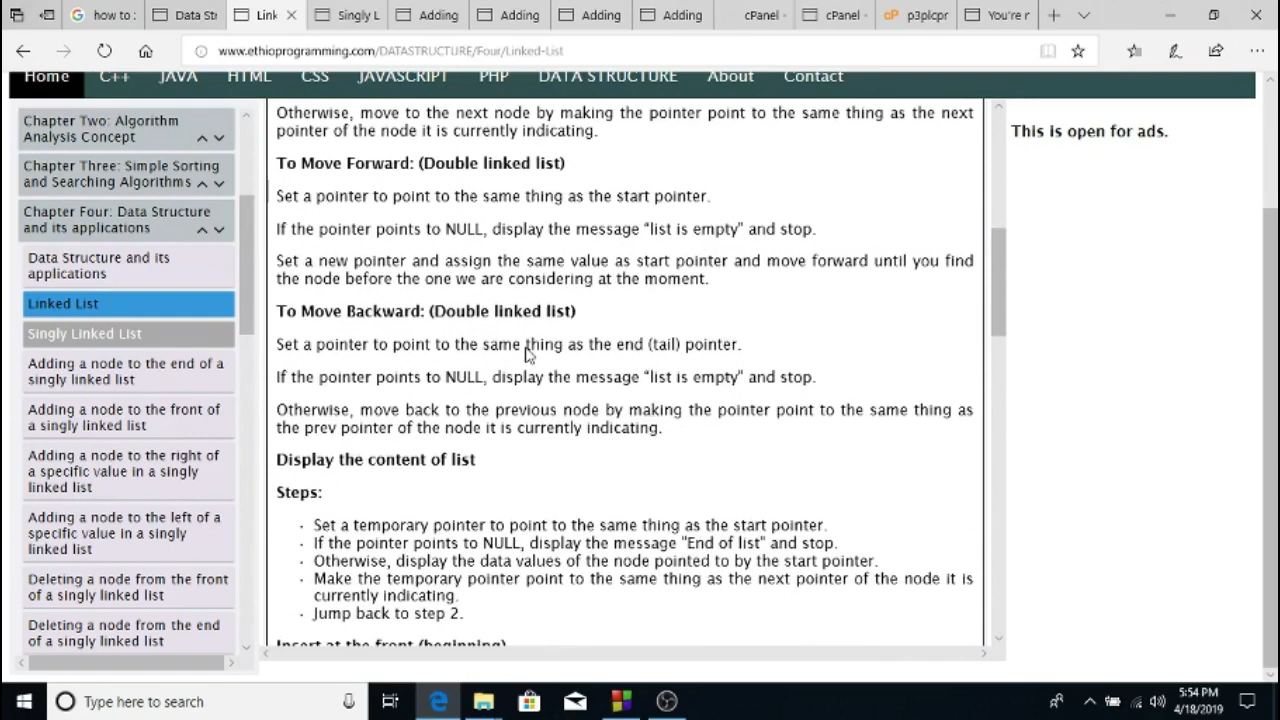 how to :
Data St
Link
Singly L
Adding
Adding
Adding
Adding
cPanel
cPanel
cP p3plcpr
You're r
www.ethioprogramming.com/DATASTRUCTURE/Four/Linked-List
Home C++ JAVA HTML CSS JAVASCRIPT PHP DATA STRUCTURE About Contact
Chapter Two: Algorithm
Analysis Concept
Chapter Three: Simple Sorting
and Searching Algorithms
Chapter Four: Data Structure
and its applications
Data Structure and its
applications
Linked List
Singly Linked List
Adding a node to the end of a
singly linked list
Adding a node to the front of
a singly linked list
Adding a node to the right of
a specific value in a singly
linked list
Adding a node to the left of a
specific value in a singly
linked list
Deleting a node from the front
of a singly linked list
Deleting a node from the end
of a singly linked list
Otherwise, move to the next node by making the pointer point to the same thing as the next
pointer of the node it is currently indicating.
To Move Forward: (Double linked list)
Set a pointer to point to the same thing as the start pointer.
If the pointer points to NULL, display the message “list is empty” and stop.
Set a new pointer and assign the same value as start pointer and move forward until you find
the node before the one we are considering at the moment.
To Move Backward: (Double linked list)
Set a pointer to point to the same thing as the end (tail) pointer.
If the pointer points to NULL, display the message “list is empty” and stop.
Otherwise, move back to the previous node by making the pointer point to the same thing as
the prev pointer of the node it is currently indicating.
Display the content of list
Steps:
· Set a temporary pointer to point to the same thing as the start pointer.
· If the pointer points to NULL, display the message "End of list" and stop.
· Otherwise, display the data values of the node pointed to by the start pointer.
· Make the temporary pointer point to the same thing as the next pointer of the node it is
currently indicating.
· Jump back to step 2.
Insert at the front (beginning)
This is open for ads.
Type here to search
5:54 PM
4/18/2019